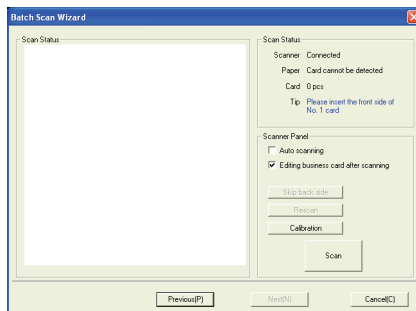 Batch Scan Wizard
Scan Status
Scan Status
Scanner Connected
Paper Card cannot be detected
Card 0 pcs
Tip Please insert the front side of
No. 1 card
Scanner Panel
Auto scanning
Editing business card after scanning
Skip back side
Rescan
Calibration
Scan
Previous(P)
Next(N)
Cancel(C)